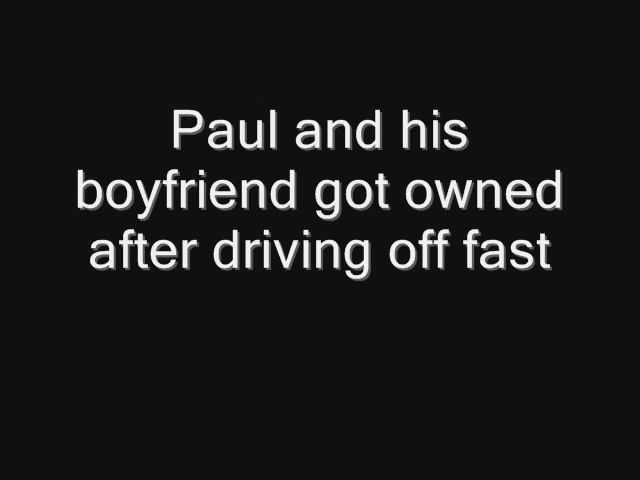 Paul and his
boyfriend got owned
after driving off fast